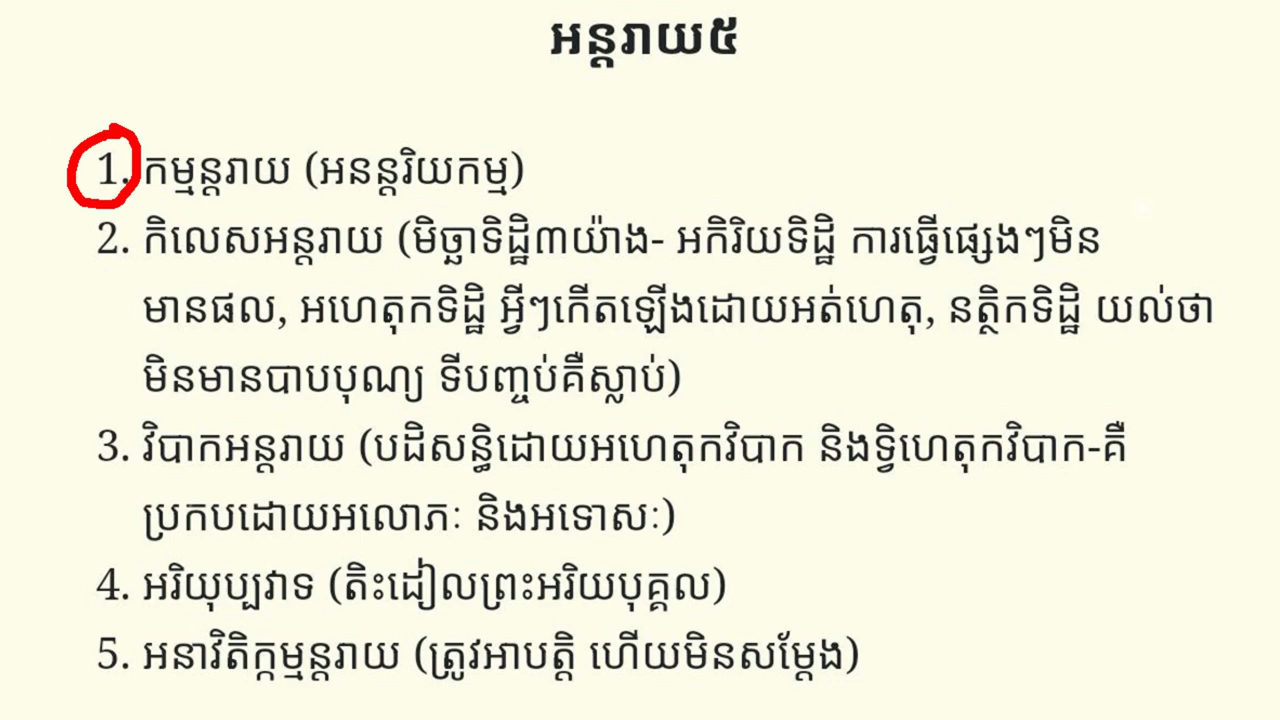 អន្តរាយ៥
1. កម្មន្តរាយ (អនន្តរិយកម្ម)
2. កិលេសអន្តរាយ (មិច្ឆាទិដ្ឋិ៣យ៉ាង- អកិរិយទិដ្ឋិ ការធ្វើផ្សេងៗមិន
មានផល, អហេតុកទិដ្ឋិ អ្វីៗកើតឡើងដោយអត់ហេតុ, នត្ថិកទិដ្ឋិ យល់ថា
មិនមានបាបបុណ្យ ទីបញ្ចប់គឺស្លាប់)
3. វិបាកអន្តរាយ (បដិសន្ធិដោយអហេតុកវិបាក និងទ្វិហេតុកវិបាក-គឺ
ប្រកបដោយអលោភៈ និងអទោសៈ)
4. អរិយុប្បវាទ (តិះដៀលព្រះអរិយបុគ្គល)
5. អនាវិតិក្កម្មន្តរាយ (ត្រូវអាបត្តិ ហើយមិនសម្តែង)